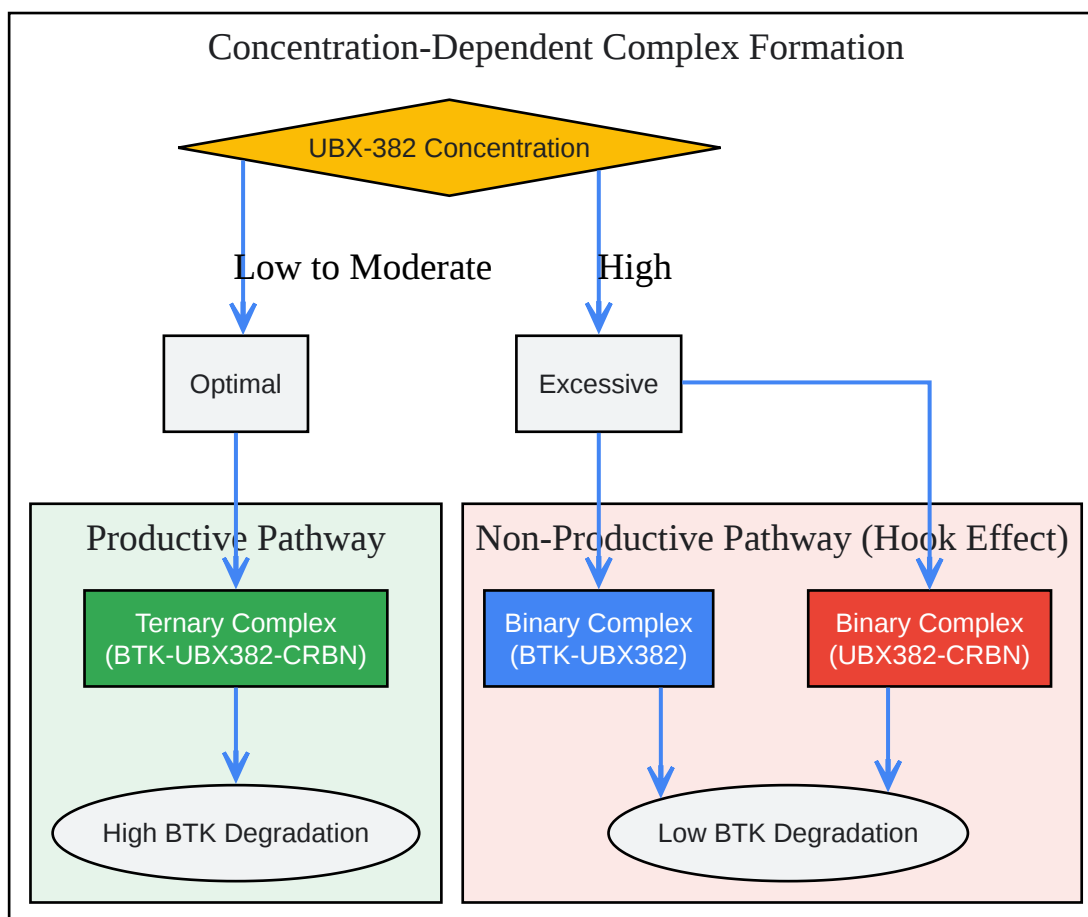 Concentration-Dependent Complex Formation
UBX-382 Concentration
Low to Moderate
High
Optimal
Excessive
Productive Pathway
Non-Productive Pathway (Hook Effect)
Ternary Complex
(BTK-UBX382-CRBN)
Binary Complex
(BTK-UBX382)
Binary Complex
(UBX382-CRBN)
High BTK Degradation
Low BTK Degradation